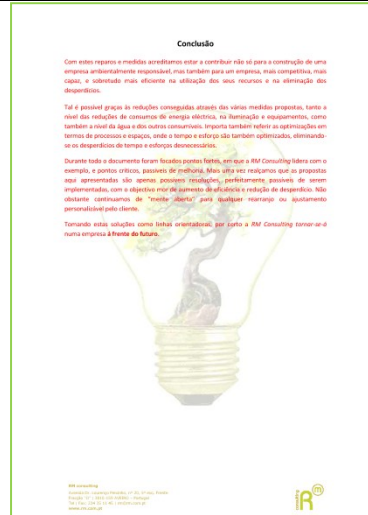 Conclusão
Com estes reparos e medidas acreditamos estar a contribuir não só para a construção de uma
empresa ambientalmente responsável, mas também para um empresa, mais competitiva, mais
capaz, e sobretudo mais eficiente na utilização dos seus recursos e na eliminação dos
desperdícios.
Tal é possível graças às reduções conseguidas através das várias medidas propostas, tanto a
nível das reduções de consumos de energia eléctrica, na iluminação e equipamentos, como
também a nível da água e dos outros consumíveis. Importa também referir as optimizações em
termos de processos e espaços, onde o tempo e esforço são também optimizados, eliminando-
se os desperdícios de tempo e esforços desnecessários.
Durante todo o documento foram focados pontos fortes, em que a RM Consulting lidera com o
exemplo, e pontos críticos, passíveis de melhoria. Mais uma vez realçamos que as propostas
aqui apresentadas são apenas possíveis resoluções, perfeitamente passíveis de serem
implementadas, com o objectivo mor de aumento de eficiência e redução de desperdício. Não
obstante continuamos de "mente aberta" para qualquer rearranjo ou ajustamento
personalizável pelo cliente.
Tomando estas soluções como linhas orientadoras, por certo a RM Consulting tornar-se-á
numa empresa à frente do futuro.
RM consulting
consulting
R m